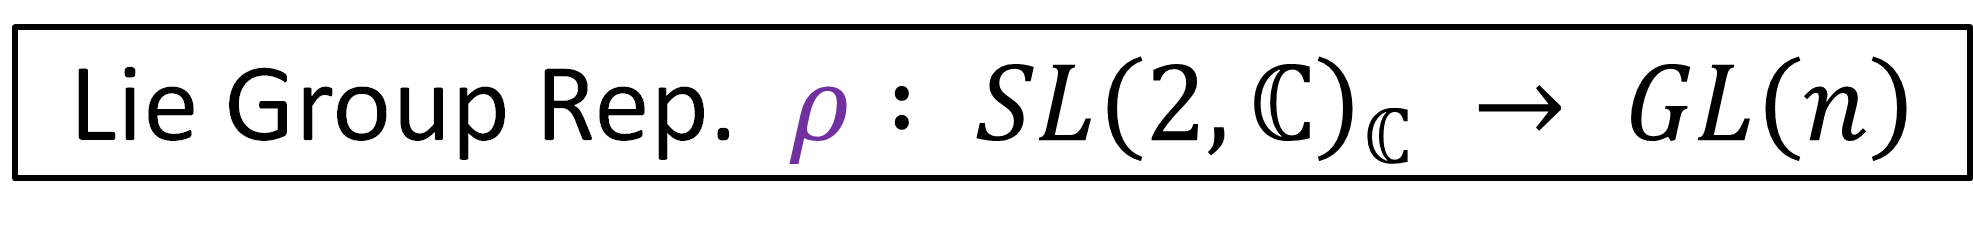 Lie Group Rep. ρ : SL(2,ℂ)_ℂ → GL(n)